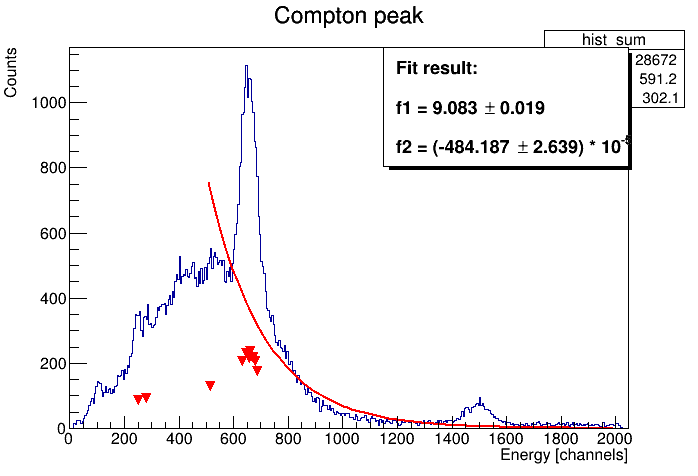 Compton peak
hist_sum
28672
591.2
302.1
Fit result:
f1 = 9.083 ± 0.019
f2 = (-484.187 ± 2.639) * 10
Counts
1000
800
600
400
200
0
0 200 400 600 800 1000 1200 1400 1600 1800 2000
Energy [channels]